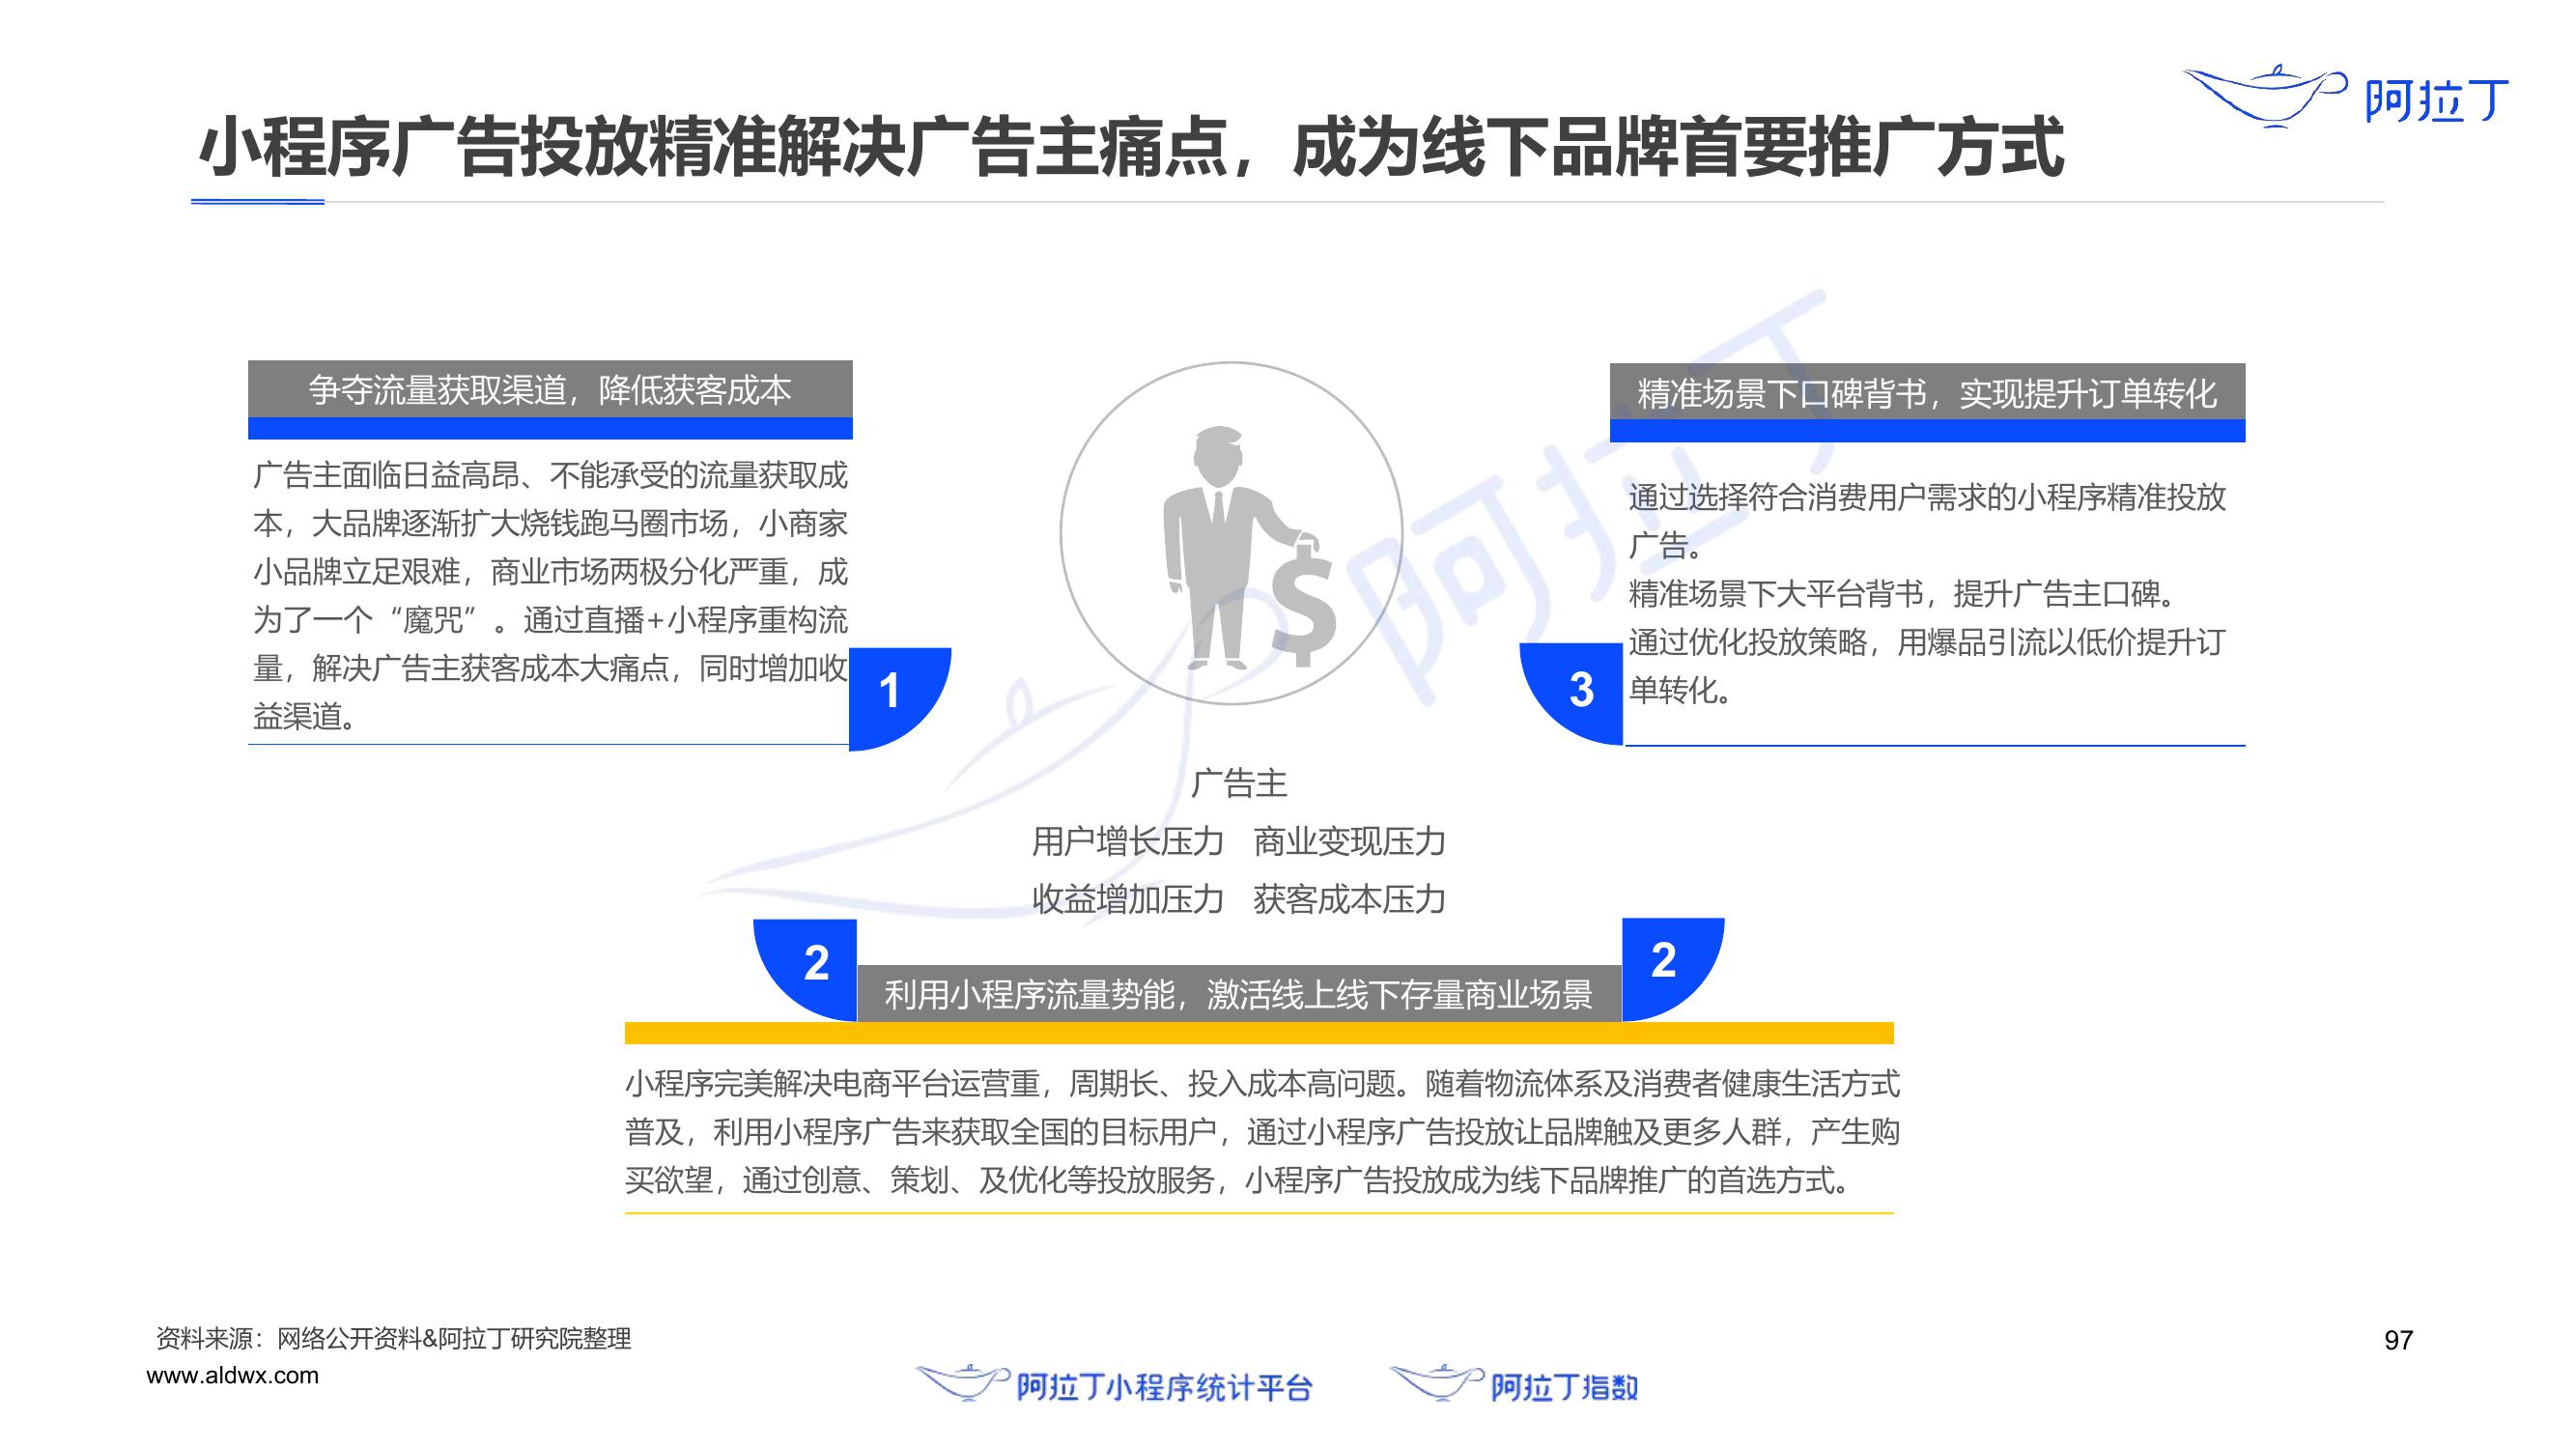 阿拉丁
小程序广告投放精准解决广告主痛点，成为线下品牌首要推广方式
争夺流量获取渠道，降低获客成本
广告主面临日益高昂、不能承受的流量获取成
本，大品牌逐渐扩大烧钱跑马圈市场，小商家
小品牌立足艰难，商业市场两极分化严重，成
为了一个“魔咒”。通过直播+小程序重构流
量，解决广告主获客成本大痛点，同时增加收
益渠道。
1
精准场景下口碑背书，实现提升订单转化
通过选择符合消费用户需求的小程序精准投放
广告。
精准场景下大平台背书，提升广告主口碑。
通过优化投放策略，用爆品引流以低价提升订
单转化。
3
$
阿拉丁
广告主
用户增长压力 商业变现压力
收益增加压力 获客成本压力
2
利用小程序流量势能，激活线上线下存量商业场景
2
小程序完美解决电商平台运营重，周期长、投入成本高问题。随着物流体系及消费者健康生活方式
普及，利用小程序广告来获取全国的目标用户，通过小程序广告投放让品牌触及更多人群，产生购
买欲望，通过创意、策划、及优化等投放服务，小程序广告投放成为线下品牌推广的首选方式。
资料来源：网络公开资料&阿拉丁研究院整理
97
www.aldwx.com
阿拉丁小程序统计平台
阿拉丁指数